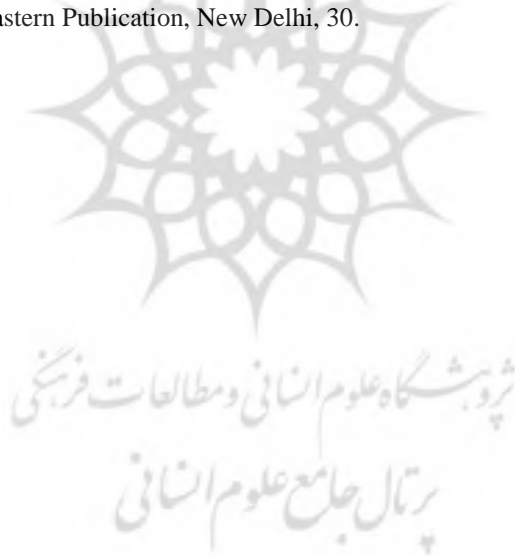 astern Publication, New Delhi, 30.
پژوهشگاه علوم انسانی و مطالعات فرهنگی
پرتال جامع علوم انسانی